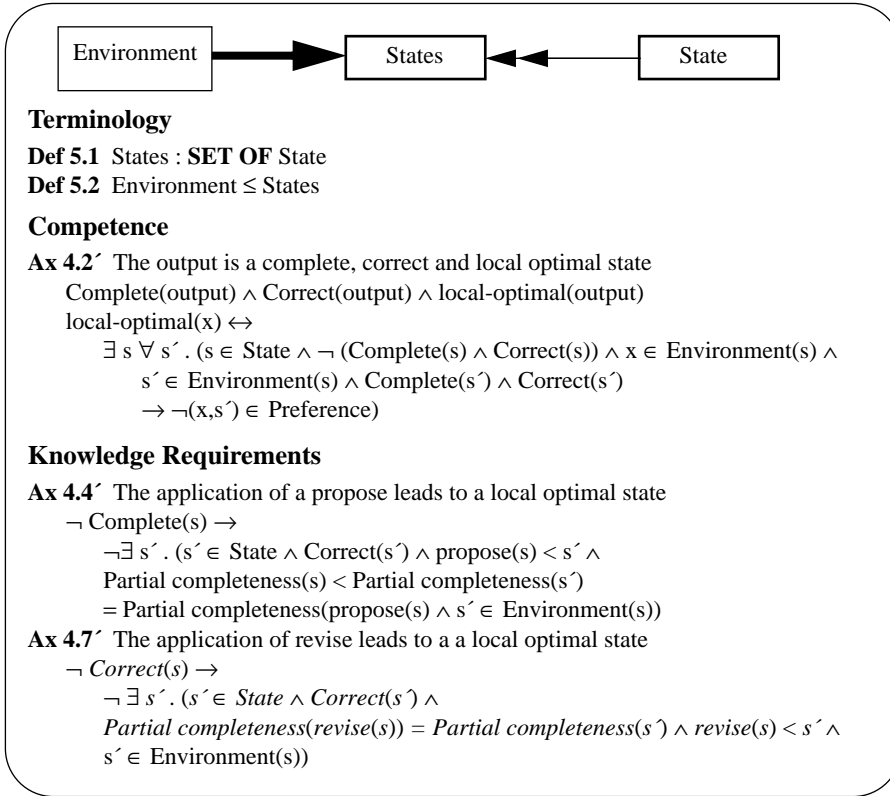 Environment States State
Terminology
Def 5.1 States : SET OF State
Def 5.2 Environment ≤ States
Competence
Ax 4.2´ The output is a complete, correct and local optimal state
Complete(output) ∧ Correct(output) ∧ local-optimal(output)
local-optimal(x) ↔
∃ s ∀ s´ . (s ∈ State ∧ ¬ (Complete(s) ∧ Correct(s)) ∧ x ∈ Environment(s) ∧
s´ ∈ Environment(s) ∧ Complete(s´) ∧ Correct(s´)
→ ¬(x,s´) ∈ Preference)
Knowledge Requirements
Ax 4.4´ The application of a propose leads to a local optimal state
¬ Complete(s) →
¬∃ s´ . (s´ ∈ State ∧ Correct(s´) ∧ propose(s) < s´ ∧
Partial completeness(s) < Partial completeness(s´)
= Partial completeness(propose(s) ∧ s´ ∈ Environment(s))
Ax 4.7´ The application of revise leads to a a local optimal state
¬ Correct(s) →
¬ ∃ s´ . (s´ ∈ State ∧ Correct(s´) ∧
Partial completeness(revise(s)) = Partial completeness(s´) ∧ revise(s) < s´ ∧
s´ ∈ Environment(s))